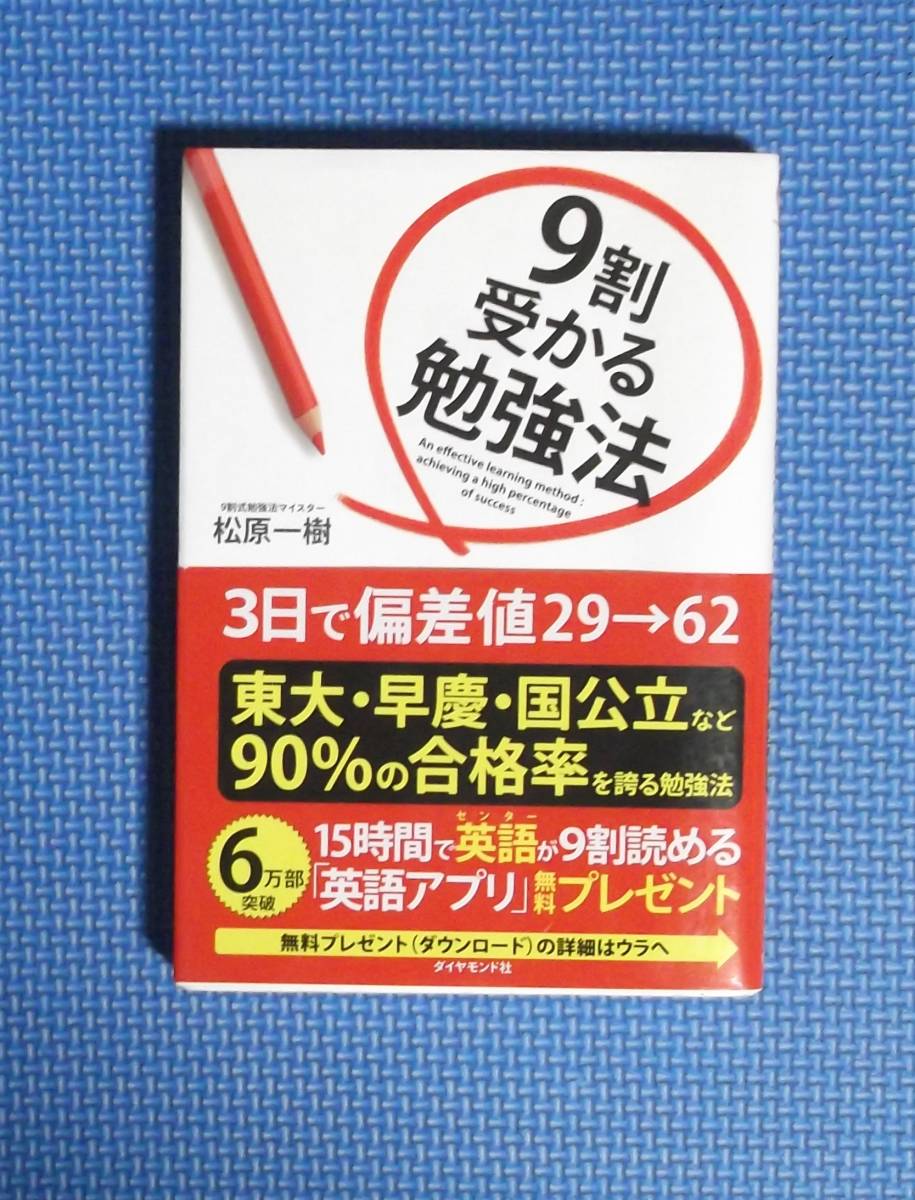 9割
受かる
勉強法
An effective learning method :
achieving a high percentage
of success
9割式勉強法マイスター
松原一樹
3日で偏差値29→62
東大・早慶・国公立など
90%の合格率を誇る勉強法
6万部
突破
センター
15時間で英語が9割読める
「英語アプリ」無料プレゼント
無料プレゼント(ダウンロード)の詳細はウラへ
ダイヤモンド社